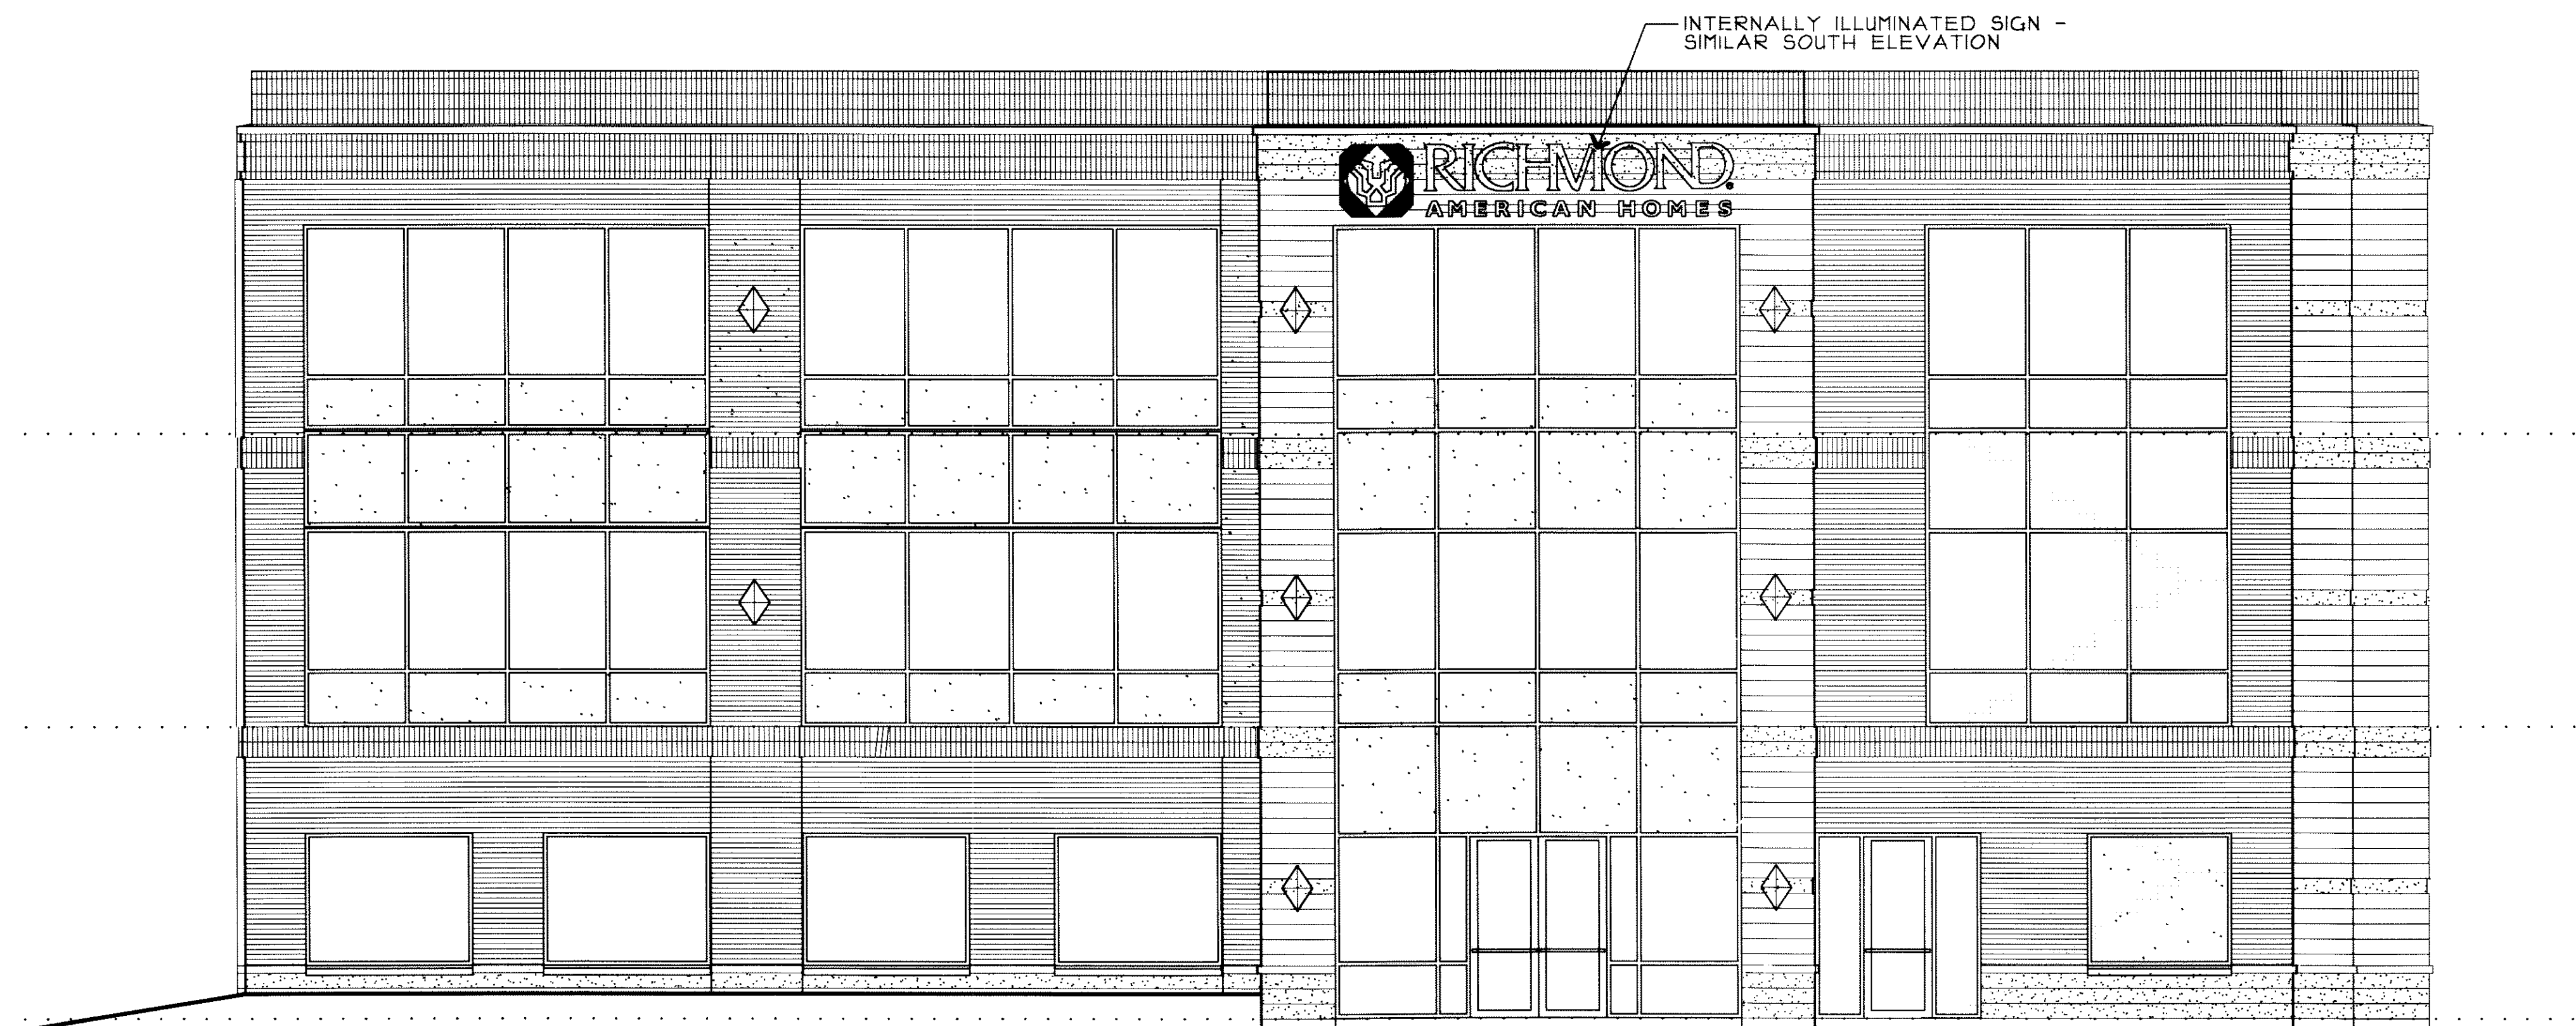 INTERNALLY ILLUMINATED SIGN -
SIMILAR SOUTH ELEVATION
RICHMOND®
AMERICAN HOMES